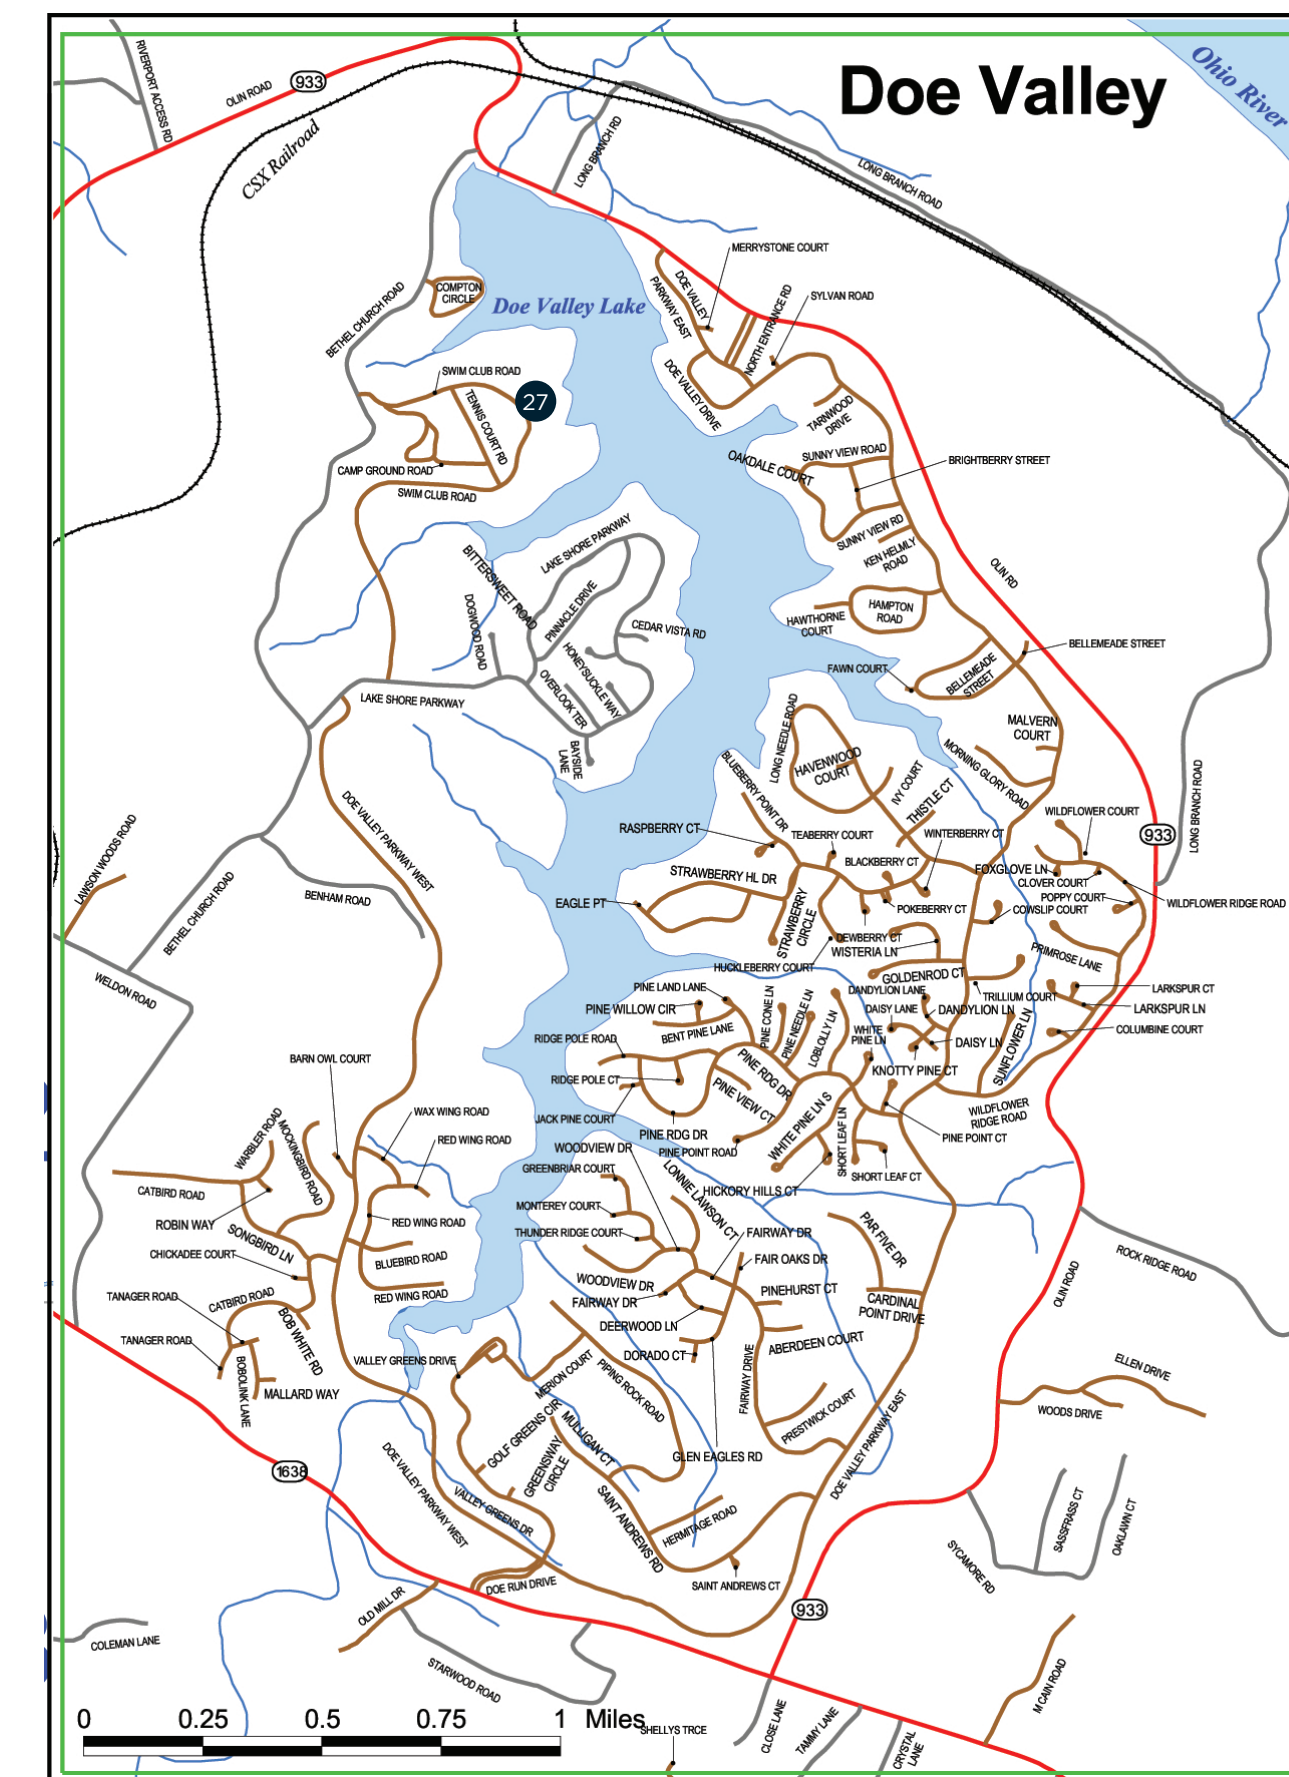 Doe Valley
Ohio River
RIVERPORT ACCESS RD
OLIN ROAD
933
CSX Railroad
LONG BRANCH RD
LONG BRANCH ROAD
MERRYSTONE COURT
DOE VALLEY
PARKWAY EAST
NORTH ENTRANCE RD
SYLVAN ROAD
COMPTON
CIRCLE
Doe Valley Lake
BETHEL CHURCH ROAD
SWIM CLUB ROAD
27
TENNIS COURT RD
DOE VALLEY DRIVE
TARNWOOD
DRIVE
CAMP GROUND ROAD
SWIM CLUB ROAD
OAKDALE COURT
SUNNY VIEW ROAD
BRIGHTBERRY STREET
SUNNY VIEW RD
KEN HELMLY
ROAD
OLIN RD
LAKE SHORE PARKWAY
BITTERSWEET ROAD
PINNACLE DRIVE
DOGWOOD ROAD
CEDAR VISTA RD
HONEYSUCKLE WAY
OVERLOOK TER
BAYSIDE
LANE
HAWTHORNE
COURT
HAMPTON
ROAD
BELLEMEADE STREET
FAWN COURT
BELLEMEADE
STREET
LAKE SHORE PARKWAY
MALVERN
COURT
LONG NEEDLE ROAD
HAVENWOOD
COURT
MORNING GLORY ROAD
BLUEBERRY POINT DR
IVY COURT
THISTLE CT
DOE VALLEY PARKWAY WEST
LONG BRANCH ROAD
933
WILDFLOWER COURT
RASPBERRY CT
TEABERRY COURT
WINTERBERRY CT
BLACKBERRY CT
STRAWBERRY HL DR
FOXGLOVE LN
CLOVER COURT
POPPY COURT
WILDFLOWER RIDGE ROAD
EAGLE PT
POKEBERRY CT
COWSLIP COURT
STRAWBERRY
CIRCLE
DEWBERRY CT
WISTERIA LN
HUCKLEBERRY COURT
GOLDENROD CT
PRIMROSE LANE
LAWSON WOODS ROAD
BETHEL CHURCH ROAD
BENHAM ROAD
WELDON ROAD
PINE LAND LANE
PINE WILLOW CIR
BENT PINE LANE
PINE CONE LN
PINE NEEDLE LN
LOBLOLLY LN
DANDYLION LANE
TRILLIUM COURT
DAISY LANE
DANDYLION LN
WHITE
PINE LN
DAISY LN
KNOTTY PINE CT
SUNFLOWER LN
LARKSPUR CT
LARKSPUR LN
COLUMBINE COURT
RIDGE POLE ROAD
RIDGE POLE CT
JACK PINE COURT
PINE RDG DR
PINE VIEW CT
PINE RDG DR
PINE POINT ROAD
WHITE PINE LN S
SHORT LEAF LN
SHORT LEAF CT
PINE POINT CT
WILDFLOWER
RIDGE ROAD
HICKORY HILLS CT
BARN OWL COURT
WAX WING ROAD
RED WING ROAD
WARBLER ROAD
MOCKINGBIRD ROAD
CATBIRD ROAD
ROBIN WAY
SONGBIRD LN
CHICKADEE COURT
RED WING ROAD
BLUEBIRD ROAD
RED WING ROAD
TANAGER ROAD
CATBIRD ROAD
BOB WHITE RD
TANAGER ROAD
BOBOLINK LANE
MALLARD WAY
WOODVIEW DR
GREENBRIAR COURT
LONNIE LAWSON CT
MONTEREY COURT
THUNDER RIDGE COURT
FAIRWAY DR
FAIR OAKS DR
WOODVIEW DR
FAIRWAY DR
PINEHURST CT
DEERWOOD LN
DORADO CT
ABERDEEN COURT
PAR FIVE DR
CARDINAL
POINT DRIVE
OLIN ROAD
ROCK RIDGE ROAD
ELLEN DRIVE
WOODS DRIVE
VALLEY GREENS DRIVE
MERION COURT
PIPING ROCK ROAD
FAIRWAY DRIVE
PRESTWICK COURT
DOE VALLEY PARKWAY EAST
GOLF GREENS CIR
MULLIGAN CT
GREENSWAY
CIRCLE
GLEN EAGLES RD
1638
DOE VALLEY PARKWAY WEST
VALLEY GREENS DR
SAINT ANDREWS RD
HERMITAGE ROAD
SAINT ANDREWS CT
DOE RUN DRIVE
OLD MILL DR
933
SYCAMORE RD
SASSFRASS CT
OAKLAWN CT
COLEMAN LANE
STARWOOD ROAD
M CAIN ROAD
CLOSE LANE
TAMMY LANE
CRYSTAL
LANE
SHELLYS TRCE
0 0.25 0.5 0.75 1 Miles